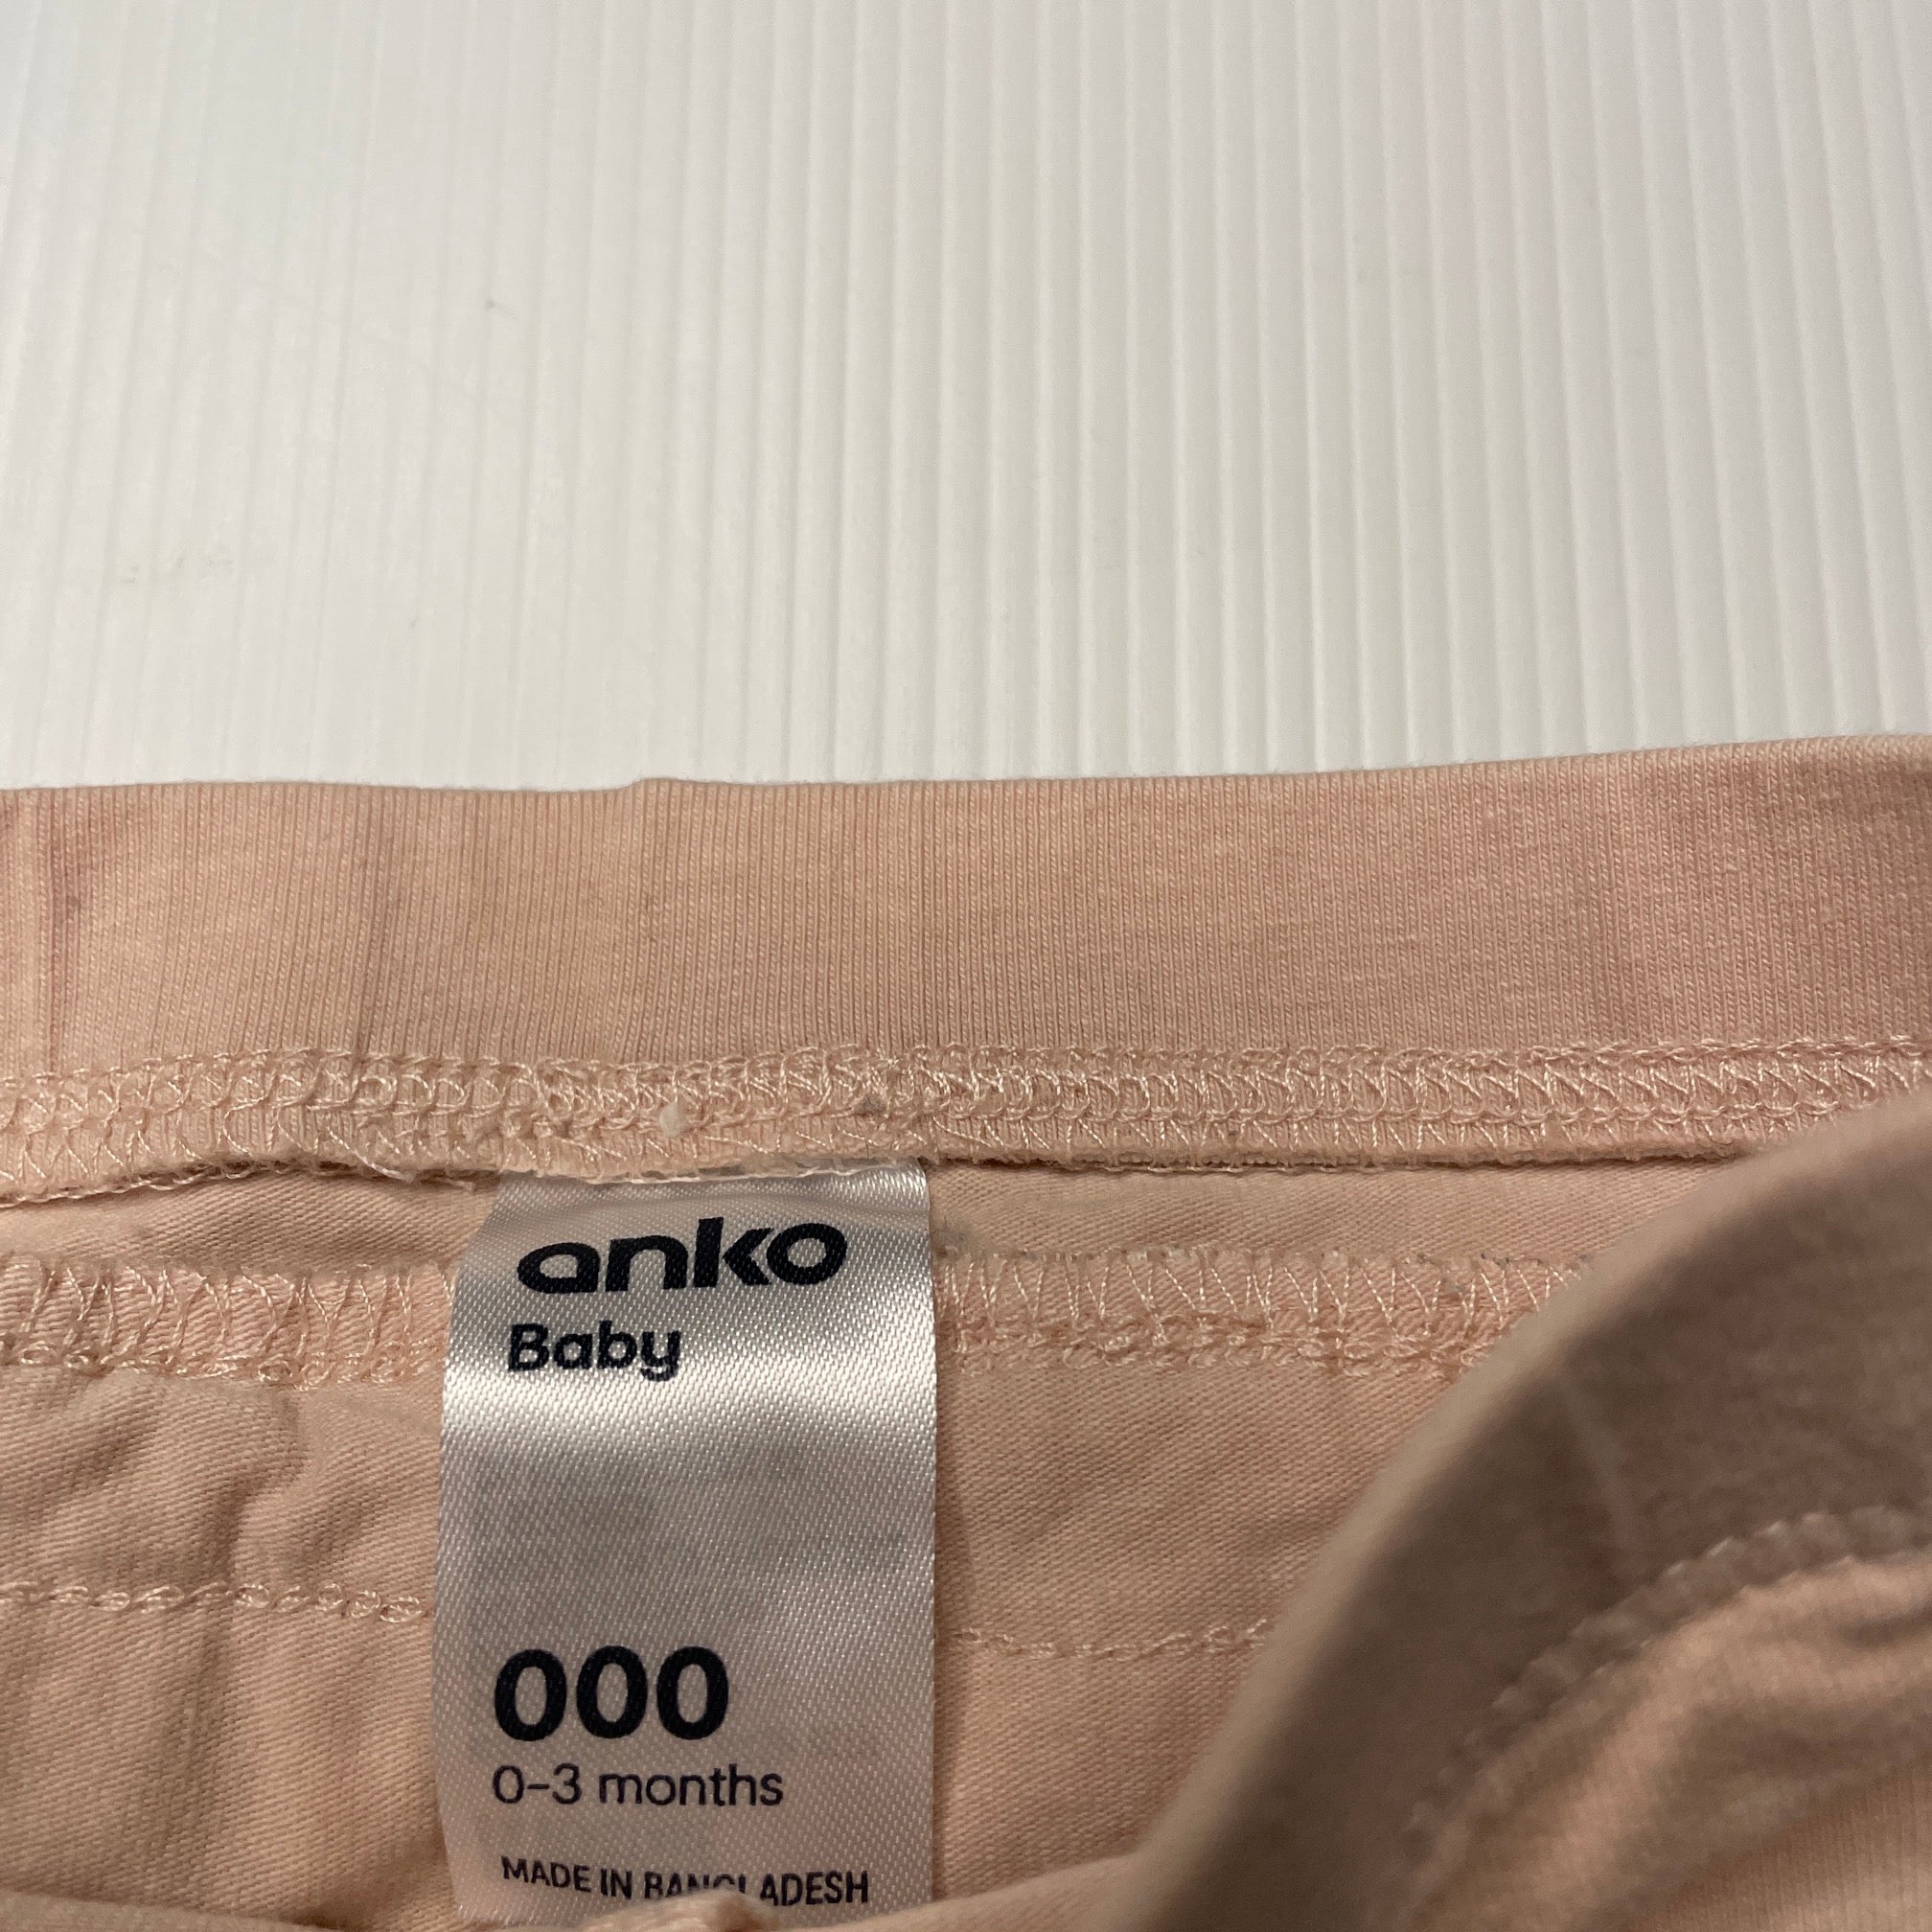 anko
Baby
000
0-3 months
MADE IN BANGLADESH